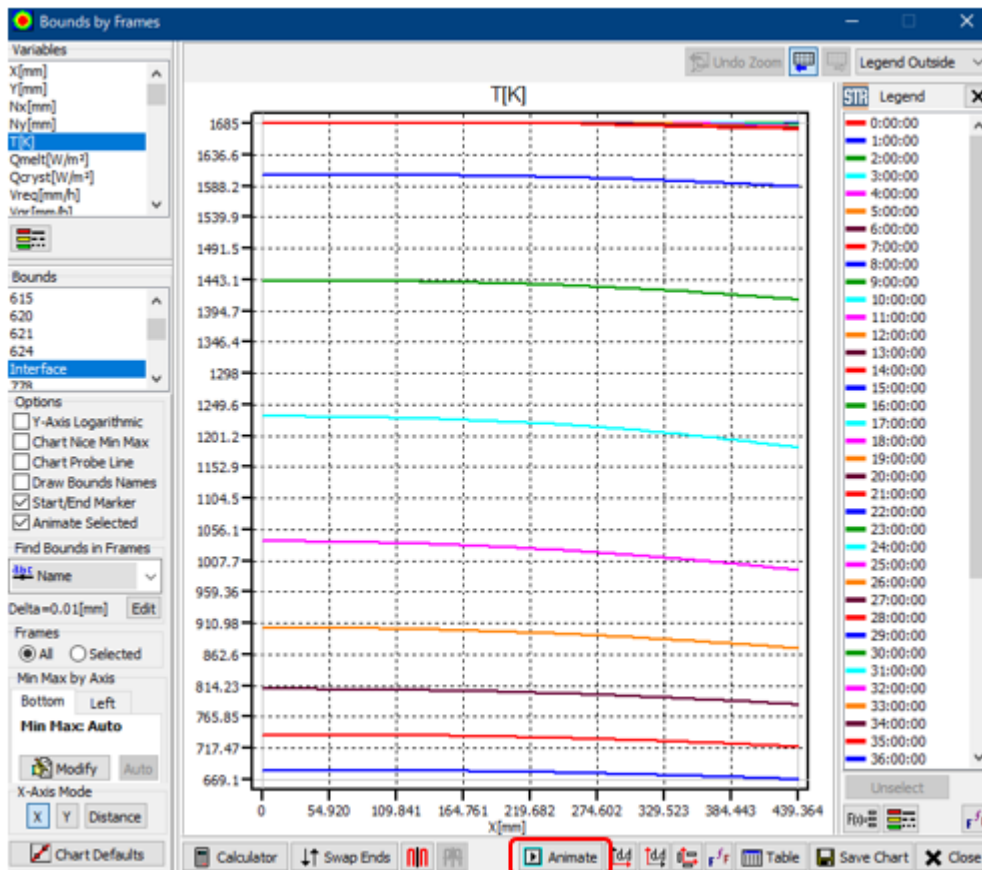 Bounds by Frames
Variables
X[mm]
Y[mm]
Nx[mm]
Ny[mm]
T[K]
Qmelt[W/m²]
Qcryst[W/m²]
Vreq[mm/h]
Bounds
615
620
621
624
Interface
778
Options
Y-Axis Logarithmic
Chart Nice Min Max
Chart Probe Line
Draw Bounds Names
Start/End Marker
Animate Selected
Find Bounds in Frames
Abc Name
Delta=0.01[mm] Edit
Frames
All Selected
Min Max by Axis
Bottom Left
Min Max: Auto
Modify Auto
X-Axis Mode
X Y Distance
Chart Defaults
Undo Zoom Legend Outside
T[K]
1685
1636.6
1588.2
1539.9
1491.5
1443.1
1394.7
1346.4
1298
1249.6
1201.2
1152.9
1104.5
1056.1
1007.7
959.36
910.98
862.6
814.23
765.85
717.47
669.1
0 54.920 109.841 164.761 219.682 274.602 329.523 384.443 439.364
X[mm]
STR Legend
0:00:00
1:00:00
2:00:00
3:00:00
4:00:00
5:00:00
6:00:00
7:00:00
8:00:00
9:00:00
10:00:00
11:00:00
12:00:00
13:00:00
14:00:00
15:00:00
16:00:00
17:00:00
18:00:00
19:00:00
20:00:00
21:00:00
22:00:00
23:00:00
24:00:00
25:00:00
26:00:00
27:00:00
28:00:00
29:00:00
30:00:00
31:00:00
32:00:00
33:00:00
34:00:00
35:00:00
36:00:00
Unselect
Calculator Swap Ends Animate Table Save Chart Close